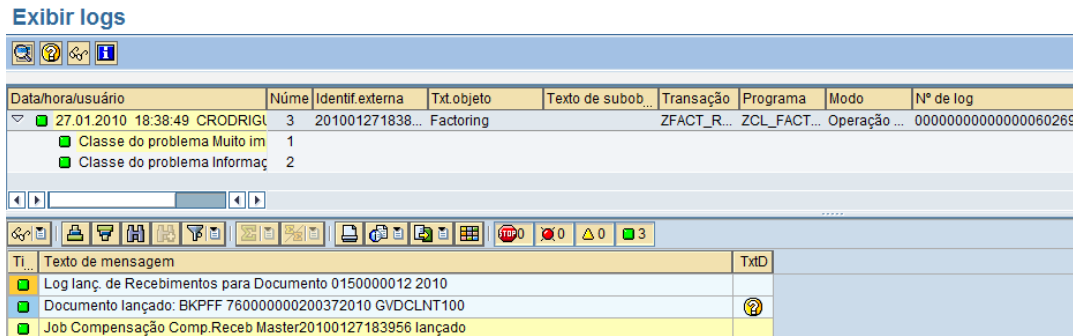 Exibir logs
Data/hora/usuário Núme Identif.externa Txt.objeto Texto de subob... Transação Programa Modo Nº de log
27.01.2010 18:38:49 CRODRIGU 3 201001271838... Factoring ZFACT_R... ZCL_FACT... Operação ... 00000000000000060269
Classe do problema Muito im 1
Classe do problema Informaç 2
STOP 0 0 0 3
Ti... Texto de mensagem TxtD
Log lanç. de Recebimentos para Documento 0150000012 2010
Documento lançado: BKPFF 760000000200372010 GVDCLNT100
Job Compensação Comp.Receb Master20100127183956 lançado